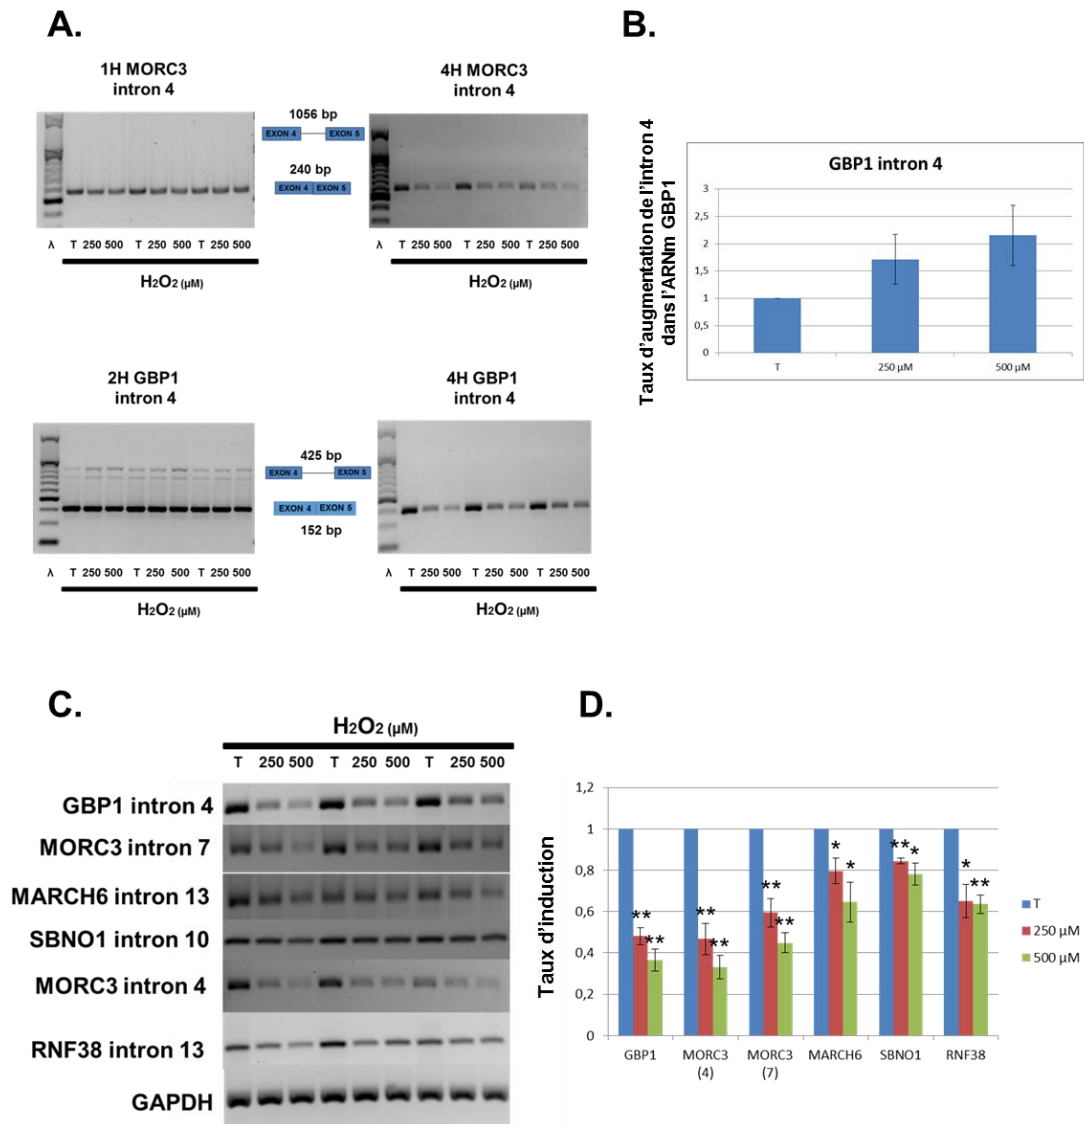 A.
1H MORC3
intron 4
1056 bp
EXON 4 EXON 5
240 bp
EXON 4 EXON 5
4H MORC3
intron 4
λ T 250 500 T 250 500 T 250 500
H2O2 (µM)
λ T 250 500 T 250 500 T 250 500
H2O2 (µM)
2H GBP1
intron 4
425 bp
EXON 4 EXON 5
EXON 4 EXON 5
152 bp
4H GBP1
intron 4
λ T 250 500 T 250 500 T 250 500
H2O2 (µM)
λ T 250 500 T 250 500 T 250 500
H2O2 (µM)
B.
Taux d'augmentation de l'intron 4
dans l'ARNm GBP1
GBP1 intron 4
3
2,5
2
1,5
1
0,5
0
T 250 µM 500 µM
C.
H2O2 (µM)
T 250 500 T 250 500 T 250 500
GBP1 intron 4
MORC3 intron 7
MARCH6 intron 13
SBNO1 intron 10
MORC3 intron 4
RNF38 intron 13
GAPDH
D.
Taux d'induction
1,2
1
0,8
0,6
0,4
0,2
0
** ** ** ** ** ** * * ** * * **
GBP1 MORC3 MORC3 MARCH6 SBNO1 RNF38
(4) (7)
T
250 µM
500 µM